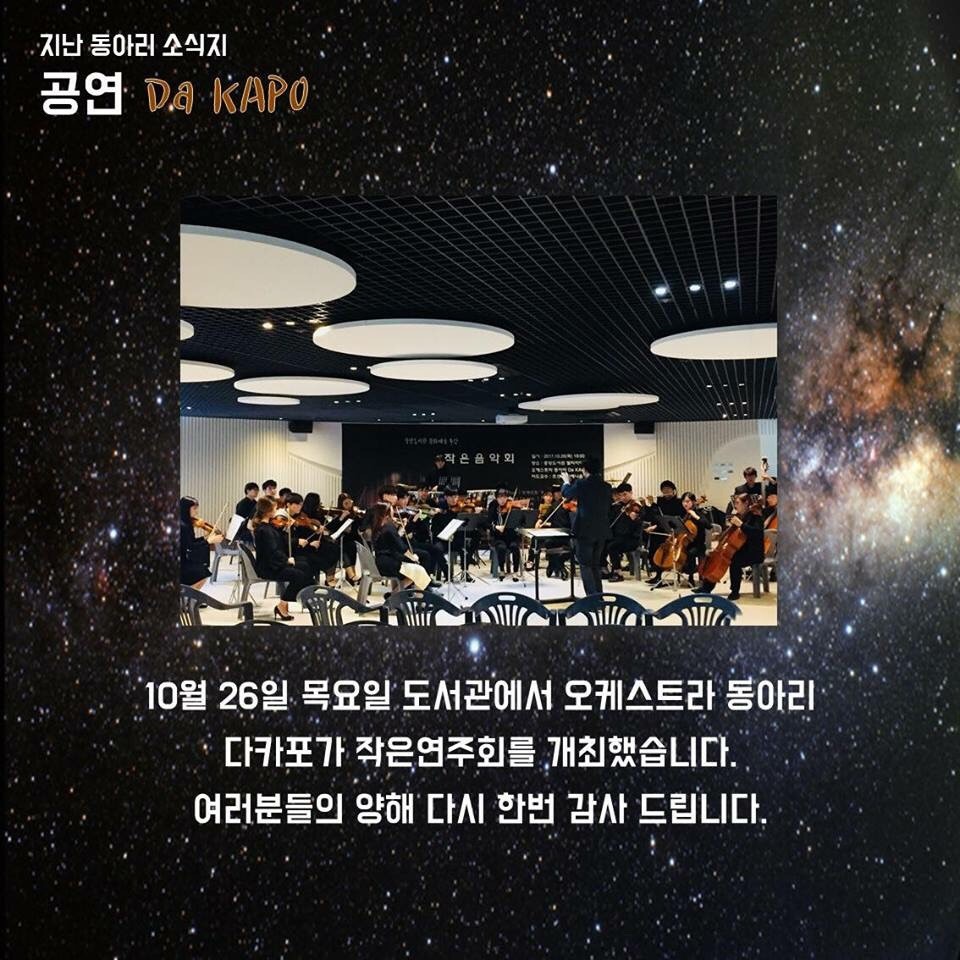 지난 동아리 소식지
공연 Da KAPO
작은음악회
10월 26일 목요일 도서관에서 오케스트라 동아리
다카포가 작은연주회를 개최했습니다.
여러분들의 양해 다시 한번 감사 드립니다.